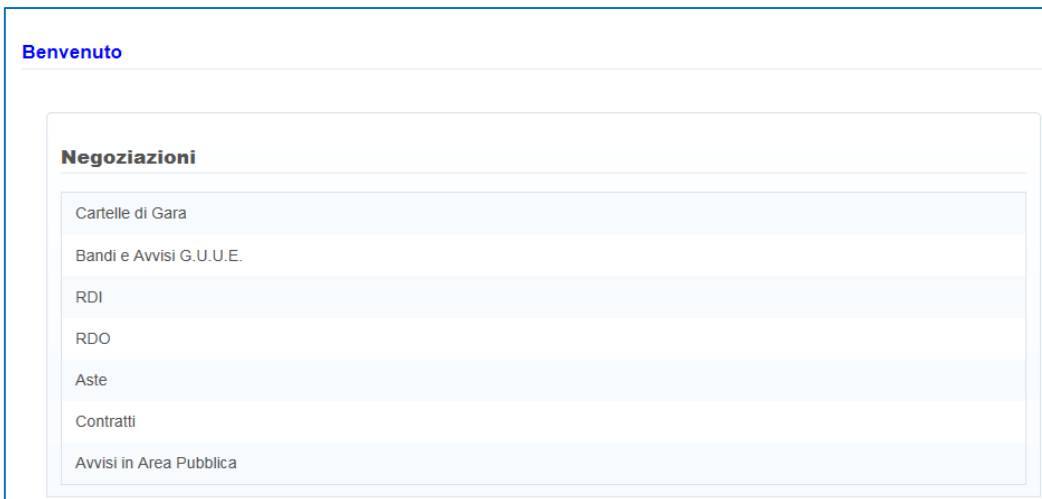 Benvenuto
Negoziazioni
Cartelle di Gara
Bandi e Avvisi G.U.U.E.
RDI
RDO
Aste
Contratti
Avvisi in Area Pubblica